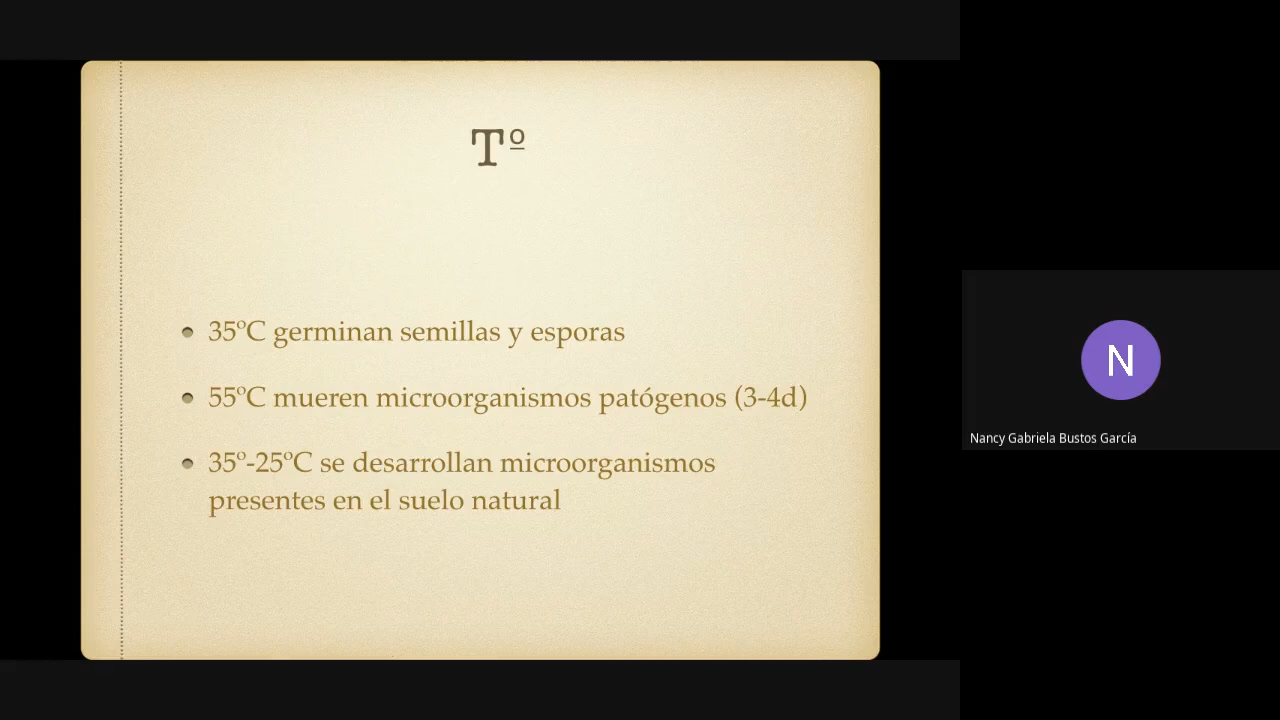 Tº
35ºC germinan semillas y esporas
55ºC mueren microorganismos patógenos (3-4d)
35º-25ºC se desarrollan microorganismos
presentes en el suelo natural
N
Nancy Gabriela Bustos García